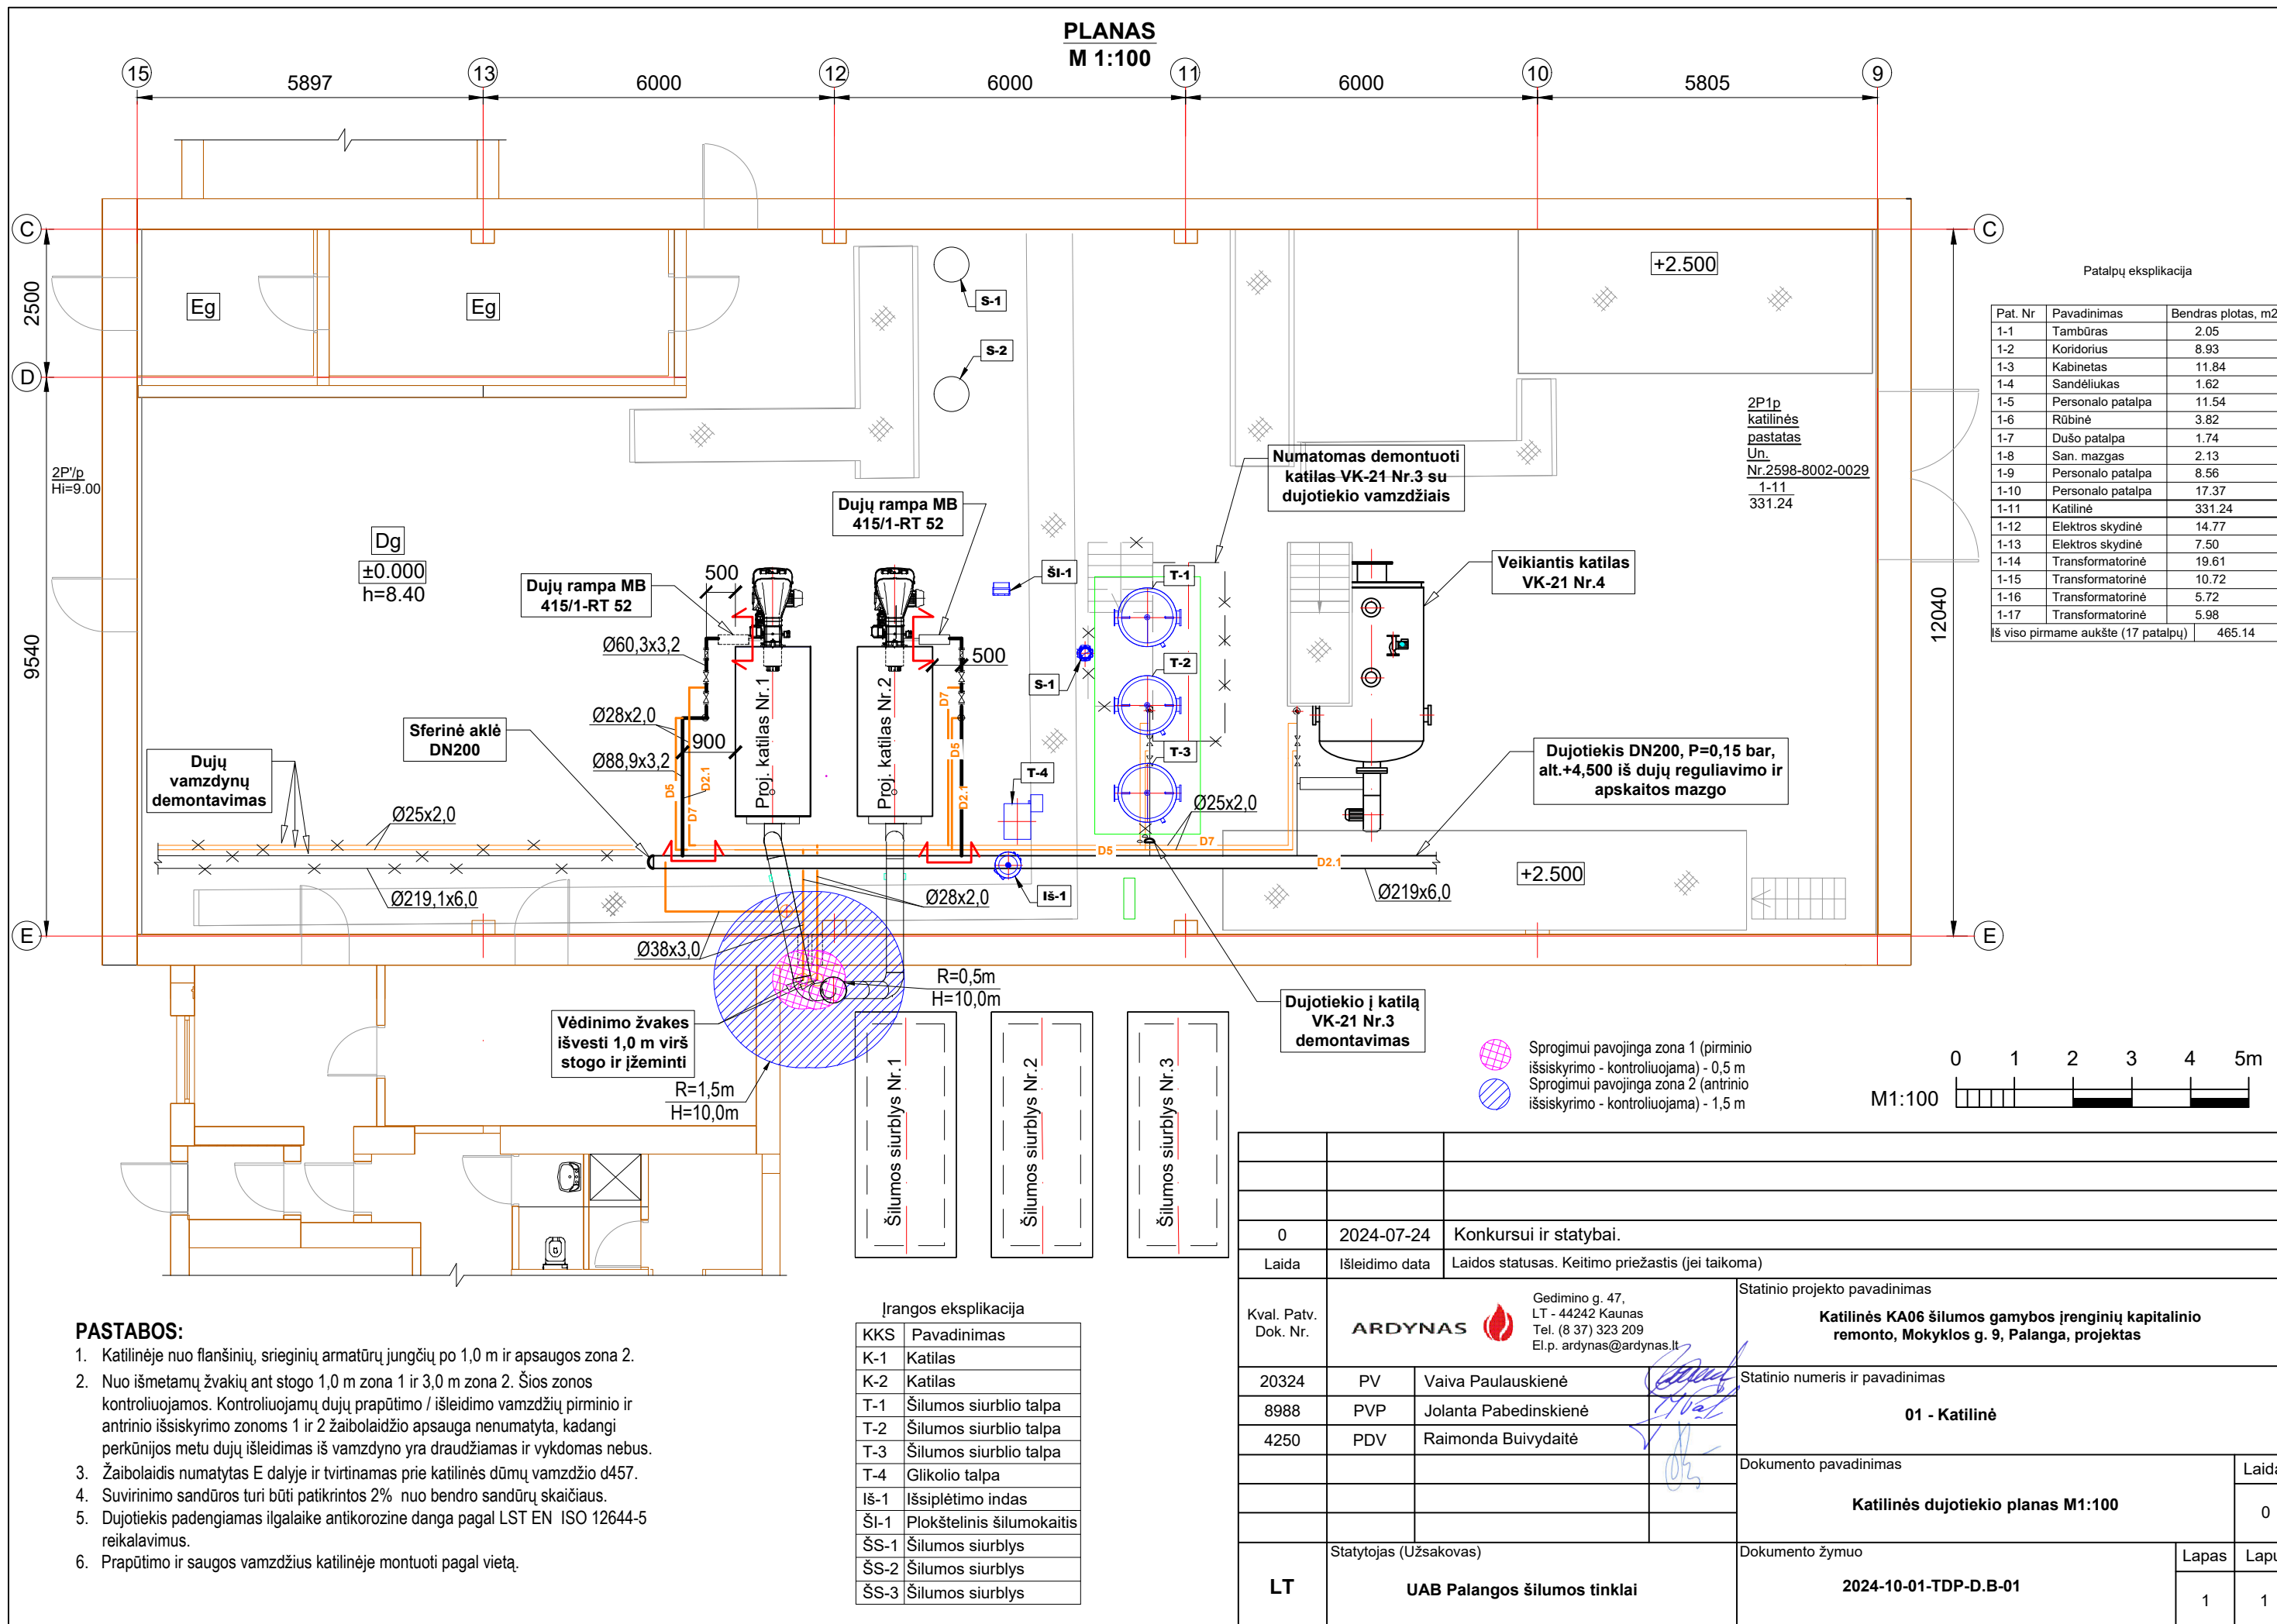 PLANAS
M 1:100
15
13
12
11
10
9
5897
6000
6000
6000
5805
C
C
D
E
E
2500
9540
12040
Eg
Eg
+2.500
S-1
S-2
2P'/p
Hi=9.00
Dg
±0.000
h=8.40
2P1p
katilinės
pastatas
Un.
Nr.2598-8002-0029
1-11
331.24
Numatomas demontuoti
katilas VK-21 Nr.3 su
dujotiekio vamzdžiais
Dujų rampa MB
415/1-RT 52
Dujų rampa MB
415/1-RT 52
Veikiantis katilas
VK-21 Nr.4
500
500
900
ŠI-1
S-1
T-1
T-2
T-3
T-4
Iš-1
Ø60,3x3,2
Ø28x2,0
Ø88,9x3,2
Proj. katilas Nr.1
Proj. katilas Nr.2
D5
D7
D2.1
D7
D5
D2.1
D5
D7
D2.1
Sferinė aklė
DN200
Dujų
vamzdynų
demontavimas
Ø25x2,0
Ø25x2,0
Ø219,1x6,0
Ø219x6,0
Ø28x2,0
Ø38x3,0
Dujotiekis DN200, P=0,15 bar,
alt.+4,500 iš dujų reguliavimo ir
apskaitos mazgo
+2.500
R=0,5m
H=10,0m
Vėdinimo žvakes
išvesti 1,0 m virš
stogo ir įžeminti
R=1,5m
H=10,0m
Dujotiekio į katilą
VK-21 Nr.3
demontavimas
Šilumos siurblys Nr.1
Šilumos siurblys Nr.2
Šilumos siurblys Nr.3
Sprogimui pavojinga zona 1 (pirminio
išsiskyrimo - kontroliuojama) - 0,5 m
Sprogimui pavojinga zona 2 (antrinio
išsiskyrimo - kontroliuojama) - 1,5 m
M1:100
0 1 2 3 4 5m
Patalpų eksplikacija
Pat. Nr Pavadinimas Bendras plotas, m2
1-1 Tambūras 2.05
1-2 Koridorius 8.93
1-3 Kabinetas 11.84
1-4 Sandėliukas 1.62
1-5 Personalo patalpa 11.54
1-6 Rūbinė 3.82
1-7 Dušo patalpa 1.74
1-8 San. mazgas 2.13
1-9 Personalo patalpa 8.56
1-10 Personalo patalpa 17.37
1-11 Katilinė 331.24
1-12 Elektros skydinė 14.77
1-13 Elektros skydinė 7.50
1-14 Transformatorinė 19.61
1-15 Transformatorinė 10.72
1-16 Transformatorinė 5.72
1-17 Transformatorinė 5.98
Iš viso pirmame aukšte (17 patalpų) 465.14
PASTABOS:
1. Katilinėje nuo flanšinių, srieginių armatūrų jungčių po 1,0 m ir apsaugos zona 2.
2. Nuo išmetamų žvakių ant stogo 1,0 m zona 1 ir 3,0 m zona 2. Šios zonos
kontroliuojamos. Kontroliuojamų dujų prapūtimo / išleidimo vamzdžių pirminio ir
antrinio išsiskyrimo zonoms 1 ir 2 žaibolaidžio apsauga nenumatyta, kadangi
perkūnijos metu dujų išleidimas iš vamzdyno yra draudžiamas ir vykdomas nebus.
3. Žaibolaidis numatytas E dalyje ir tvirtinamas prie katilinės dūmų vamzdžio d457.
4. Suvirinimo sandūros turi būti patikrintos 2% nuo bendro sandūrų skaičiaus.
5. Dujotiekis padengiamas ilgalaike antikorozine danga pagal LST EN ISO 12644-5
reikalavimus.
6. Prapūtimo ir saugos vamzdžius katilinėje montuoti pagal vietą.
Įrangos eksplikacija
KKS Pavadinimas
K-1 Katilas
K-2 Katilas
T-1 Šilumos siurblio talpa
T-2 Šilumos siurblio talpa
T-3 Šilumos siurblio talpa
T-4 Glikolio talpa
Iš-1 Išsiplėtimo indas
ŠI-1 Plokštelinis šilumokaitis
ŠS-1 Šilumos siurblys
ŠS-2 Šilumos siurblys
ŠS-3 Šilumos siurblys
0 2024-07-24 Konkursui ir statybai.
Laida Išleidimo data Laidos statusas. Keitimo priežastis (jei taikoma)
Kval. Patv.
Dok. Nr.
ARDYNAS
Gedimino g. 47,
LT - 44242 Kaunas
Tel. (8 37) 323 209
El.p. ardynas@ardynas.lt
Statinio projekto pavadinimas
Katilinės KA06 šilumos gamybos įrenginių kapitalinio
remonto, Mokyklos g. 9, Palanga, projektas
20324 PV Vaiva Paulauskienė
8988 PVP Jolanta Pabedinskienė
4250 PDV Raimonda Buivydaitė
Statinio numeris ir pavadinimas
01 - Katilinė
Dokumento pavadinimas
Laida
Katilinės dujotiekio planas M1:100
0
LT
Statytojas (Užsakovas)
UAB Palangos šilumos tinklai
Dokumento žymuo
2024-10-01-TDP-D.B-01
Lapas Lapų
1 1